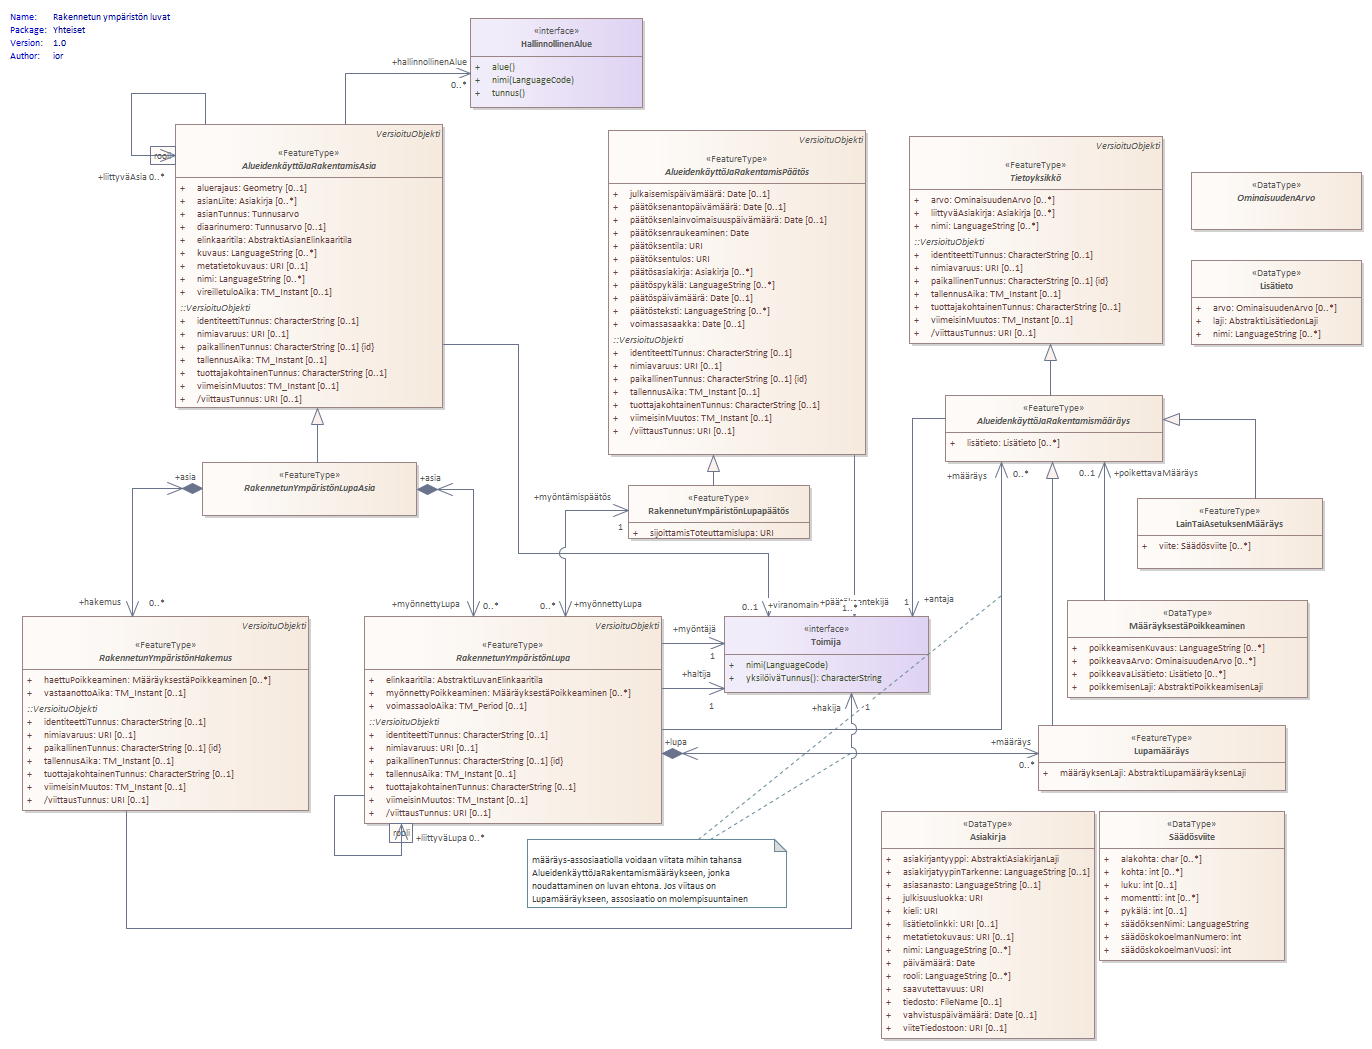 Name: Rakennetun ympäristön luvat
Package: Yhteiset
Version: 1.0
Author: ior
«interface»
HallinnollinenAlue
+ alue()
+ nimi(LanguageCode)
+ tunnus()
+hallinnollinenAlue
0..*
+liittyväAsia 0..*
VersioituObjekti
«FeatureType»
AlueidenkäyttöJaRakentamisAsia
+ aluerajaus: Geometry [0..1]
+ asianLiite: Asiakirja [0..*]
+ asianTunnus: Tunnusarvo
+ diaarinumero: Tunnusarvo [0..1]
+ elinkaaritila: AbstraktiAsianElinkaaritila
+ kuvaus: LanguageString [0..*]
+ metatietokuvaus: URI [0..1]
+ nimi: LanguageString [0..*]
+ vireilletuloAika: TM_Instant [0..1]
::VersioituObjekti
+ identiteettiTunnus: CharacterString [0..1]
+ nimiavaruus: URI [0..1]
+ paikallinenTunnus: CharacterString [0..1] {id}
+ tallennusAika: TM_Instant [0..1]
+ tuottajakohtainenTunnus: CharacterString [0..1]
+ viimeisinMuutos: TM_Instant [0..1]
+ /viittausTunnus: URI [0..1]
VersioituObjekti
«FeatureType»
AlueidenkäyttöJaRakentamisPäätös
+ julkaisemispäivämäärä: Date [0..1]
+ päätöksenantopäivämäärä: Date [0..1]
+ päätöksenlainvoimaisuuspäivämäärä: Date [0..1]
+ päätöksenraukeaminen: Date
+ päätöksentila: URI
+ päätöksentulos: URI
+ päätösasiakirja: Asiakirja [0..*]
+ päätöspykälä: LanguageString [0..*]
+ päätöspäivämäärä: Date [0..1]
+ päätösteksti: LanguageString [0..*]
+ voimassasaakka: Date [0..1]
::VersioituObjekti
+ identiteettiTunnus: CharacterString [0..1]
+ nimiavaruus: URI [0..1]
+ paikallinenTunnus: CharacterString [0..1] {id}
+ tallennusAika: TM_Instant [0..1]
+ tuottajakohtainenTunnus: CharacterString [0..1]
+ viimeisinMuutos: TM_Instant [0..1]
+ /viittausTunnus: URI [0..1]
VersioituObjekti
«FeatureType»
Tietoyksikkö
+ arvo: OminaisuudenArvo [0..*]
+ liittyväAsiakirja: Asiakirja [0..*]
+ nimi: LanguageString [0..*]
::VersioituObjekti
+ identiteettiTunnus: CharacterString [0..1]
+ nimiavaruus: URI [0..1]
+ paikallinenTunnus: CharacterString [0..1] {id}
+ tallennusAika: TM_Instant [0..1]
+ tuottajakohtainenTunnus: CharacterString [0..1]
+ viimeisinMuutos: TM_Instant [0..1]
+ /viittausTunnus: URI [0..1]
«DataType»
OminaisuudenArvo
«DataType»
Lisätieto
+ arvo: OminaisuudenArvo [0..*]
+ laji: AbstraktiLisätiedonLaji
+ nimi: LanguageString [0..*]
«FeatureType»
AlueidenkäyttöJaRakentamismääräys
+ lisätieto: Lisätieto [0..*]
+määräys 0..*
0..1 +poikettavaMääräys
+asia
«FeatureType»
RakennetunYmpäristönLupaAsia
+asia
+myöntämispäätös
1
«FeatureType»
RakennetunYmpäristönLupapäätös
+ sijoittamisToteuttamislupa: URI
«FeatureType»
LainTaiAsetuksenMääräys
+ viite: Säädösviite [0..*]
+hakemus 0..*
+myönnettyLupa 0..*
0..* +myönnettyLupa
0..1
1..*
1 +antaja
VersioituObjekti
«FeatureType»
RakennetunYmpäristönHakemus
+ haettuPoikkeaminen: MääräyksestäPoikkeaminen [0..*]
+ vastaanottoAika: TM_Instant [0..1]
::VersioituObjekti
+ identiteettiTunnus: CharacterString [0..1]
+ nimiavaruus: URI [0..1]
+ paikallinenTunnus: CharacterString [0..1] {id}
+ tallennusAika: TM_Instant [0..1]
+ tuottajakohtainenTunnus: CharacterString [0..1]
+ viimeisinMuutos: TM_Instant [0..1]
+ /viittausTunnus: URI [0..1]
VersioituObjekti
«FeatureType»
RakennetunYmpäristönLupa
+ elinkaaritila: AbstraktiLuvanElinkaaritila
+ myönnettyPoikkeaminen: MääräyksestäPoikkeaminen [0..*]
+ voimassaoloAika: TM_Period [0..1]
::VersioituObjekti
+ identiteettiTunnus: CharacterString [0..1]
+ nimiavaruus: URI [0..1]
+ paikallinenTunnus: CharacterString [0..1] {id}
+ tallennusAika: TM_Instant [0..1]
+ tuottajakohtainenTunnus: CharacterString [0..1]
+ viimeisinMuutos: TM_Instant [0..1]
+ /viittausTunnus: URI [0..1]
+liittyväLupa 0..*
+myöntäjä
1
+haltija
1
«interface»
Toimija
+ nimi(LanguageCode)
+ yksilöiväTunnus(): CharacterString
+hakija 1
«DataType»
MääräyksestäPoikkeaminen
+ poikkeamisenKuvaus: LanguageString [0..*]
+ poikkeavaArvo: OminaisuudenArvo [0..*]
+ poikkeavaLisätieto: Lisätieto [0..*]
+ poikkemisenLaji: AbstraktiPoikkeamisenLaji
+lupa
+määräys
0..*
«FeatureType»
Lupamääräys
+ määräyksenLaji: AbstraktiLupamääräyksenLaji
määräys-assosiaatiolla voidaan viitata mihin tahansa
AlueidenkäyttöJaRakentamismääräykseen, jonka
noudattaminen on luvan ehtona. Jos viitaus on
Lupamääräykseen, assosiaatio on molempisuuntainen
«DataType»
Asiakirja
+ asiakirjantyyppi: AbstraktiAsiakirjanLaji
+ asiakirjatyypinTarkenne: LanguageString [0..1]
+ asiasanasto: LanguageString [0..1]
+ julkisuusluokka: URI
+ kieli: URI
+ lisätietolinkki: URI [0..1]
+ metatietokuvaus: URI [0..1]
+ nimi: LanguageString [0..*]
+ päivämäärä: Date
+ rooli: LanguageString [0..*]
+ saavutettavuus: URI
+ tiedosto: FileName [0..1]
+ vahvistuspäivämäärä: Date [0..1]
+ viiteTiedostoon: URI [0..1]
«DataType»
Säädösviite
+ alakohta: char [0..*]
+ kohta: int [0..*]
+ luku: int [0..1]
+ momentti: int [0..*]
+ pykälä: int [0..1]
+ säädöksenNimi: LanguageString
+ säädöskokoelmanNumero: int
+ säädöskokoelmanVuosi: int